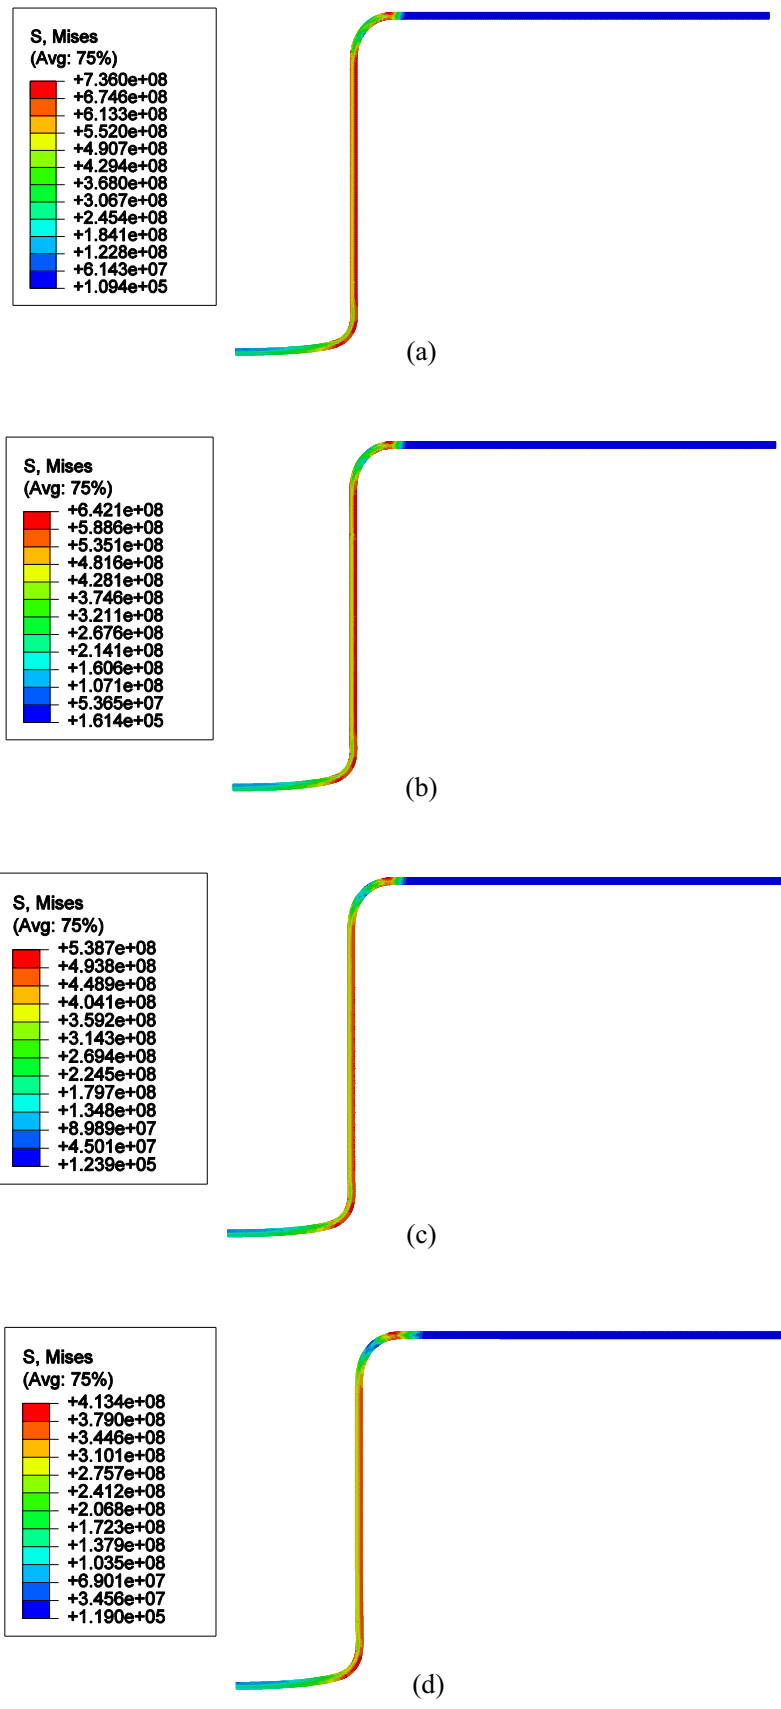 S, Mises
(Avg: 75%)
+7.360e+08
+6.746e+08
+6.133e+08
+5.520e+08
+4.907e+08
+4.294e+08
+3.680e+08
+3.067e+08
+2.454e+08
+1.841e+08
+1.228e+08
+6.143e+07
+1.094e+05
(a)
S, Mises
(Avg: 75%)
+6.421e+08
+5.886e+08
+5.351e+08
+4.816e+08
+4.281e+08
+3.746e+08
+3.211e+08
+2.676e+08
+2.141e+08
+1.606e+08
+1.071e+08
+5.365e+07
+1.614e+05
(b)
S, Mises
(Avg: 75%)
+5.387e+08
+4.938e+08
+4.489e+08
+4.041e+08
+3.592e+08
+3.143e+08
+2.694e+08
+2.245e+08
+1.797e+08
+1.348e+08
+8.989e+07
+4.501e+07
+1.239e+05
(c)
S, Mises
(Avg: 75%)
+4.134e+08
+3.790e+08
+3.446e+08
+3.101e+08
+2.757e+08
+2.412e+08
+2.068e+08
+1.723e+08
+1.379e+08
+1.035e+08
+6.901e+07
+3.456e+07
+1.190e+05
(d)